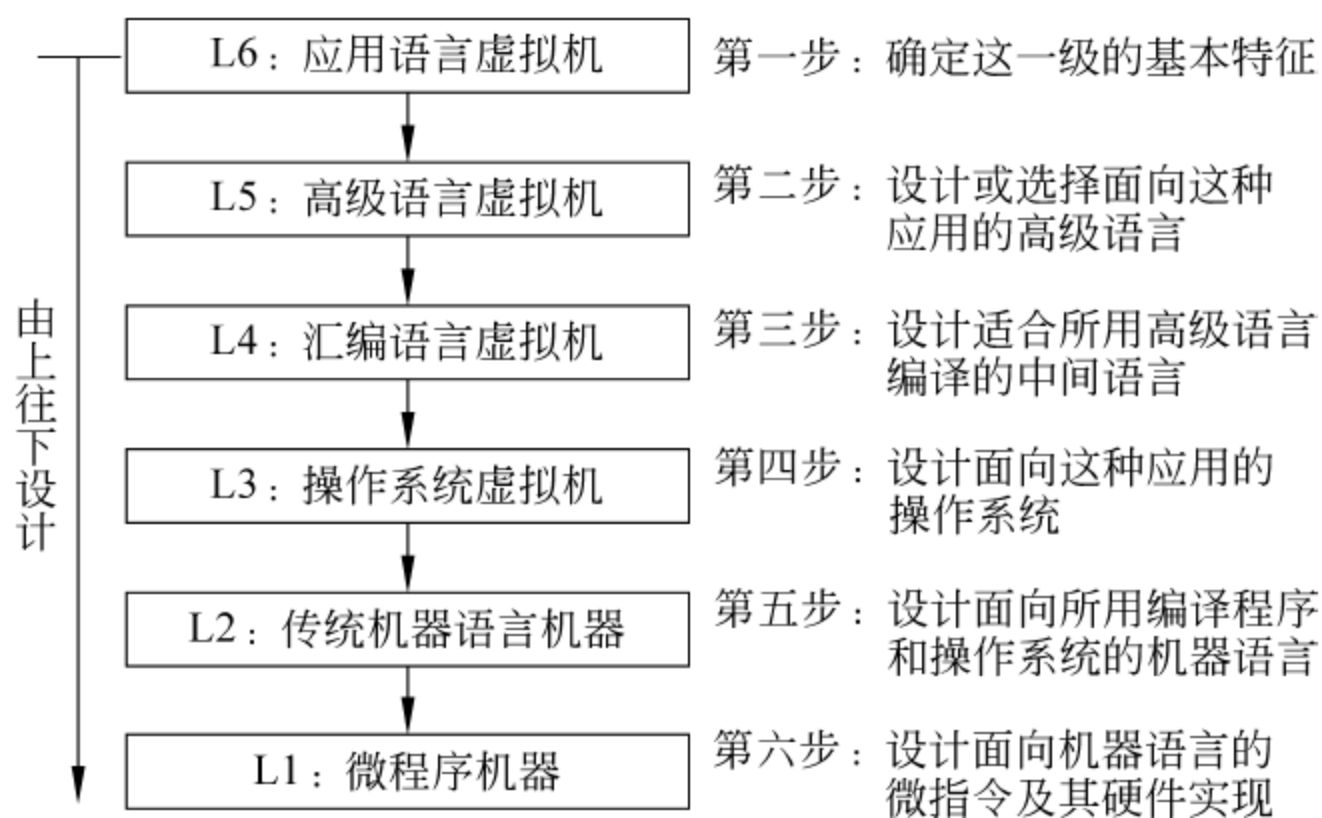 L6：应用语言虚拟机
第一步：确定这一级的基本特征
L5：高级语言虚拟机
第二步：设计或选择面向这种
应用的高级语言
L4：汇编语言虚拟机
第三步：设计适合所用高级语言
编译的中间语言
由上往下设计
L3：操作系统虚拟机
第四步：设计面向这种应用的
操作系统
L2：传统机器语言机器
第五步：设计面向所用编译程序
和操作系统的机器语言
L1：微程序机器
第六步：设计面向机器语言的
微指令及其硬件实现